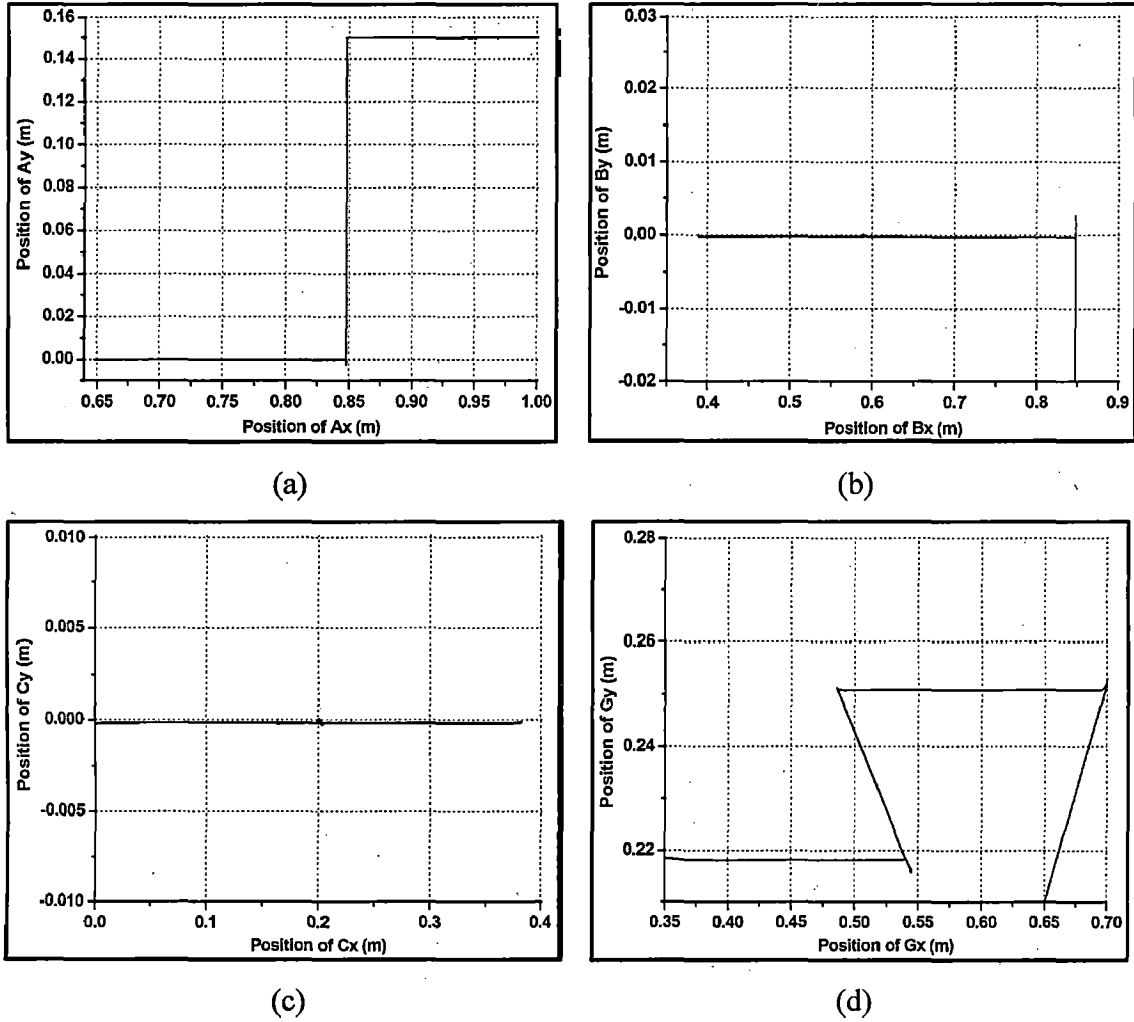 0.16
0.14
0.12
0.10
0.08
0.06
0.04
0.02
0.00
Position of Ay (m)
0.65 0.70 0.75 0.80 0.85 0.90 0.95 1.00
Position of Ax (m)
(a)
0.03
0.02
0.01
0.00
-0.01
-0.02
Position of By (m)
0.4 0.5 0.6 0.7 0.8 0.9
Position of Bx (m)
(b)
0.010
0.005
0.000
-0.005
-0.010
Position of Cy (m)
0.0 0.1 0.2 0.3 0.4
Position of Cx (m)
(c)
0.28
0.26
0.24
0.22
Position of Gy (m)
0.35 0.40 0.45 0.50 0.55 0.60 0.65 0.70
Position of Gx (m)
(d)